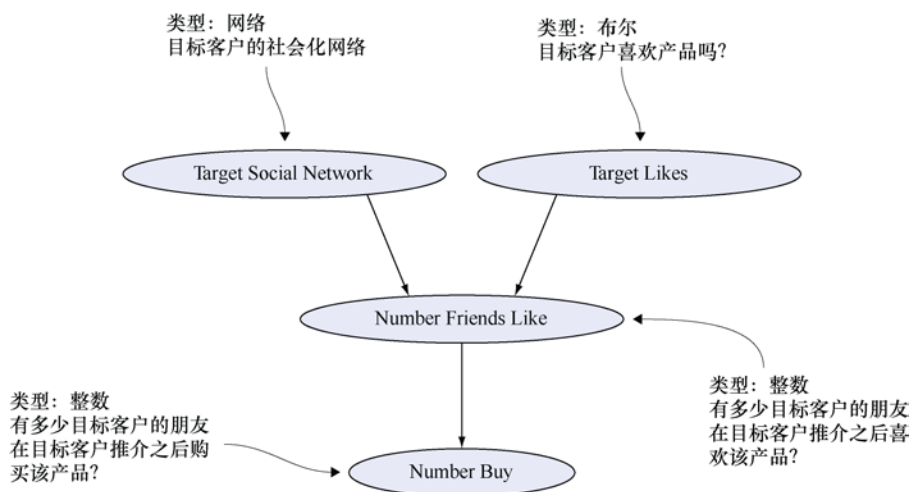 类型：网络
目标客户的社会化网络
类型：布尔
目标客户喜欢产品吗？
Target Social Network
Target Likes
Number Friends Like
类型：整数
有多少目标客户的朋友
在目标客户推介之后购
买该产品？
类型：整数
有多少目标客户的朋友
在目标客户推介之后喜
欢该产品？
Number Buy